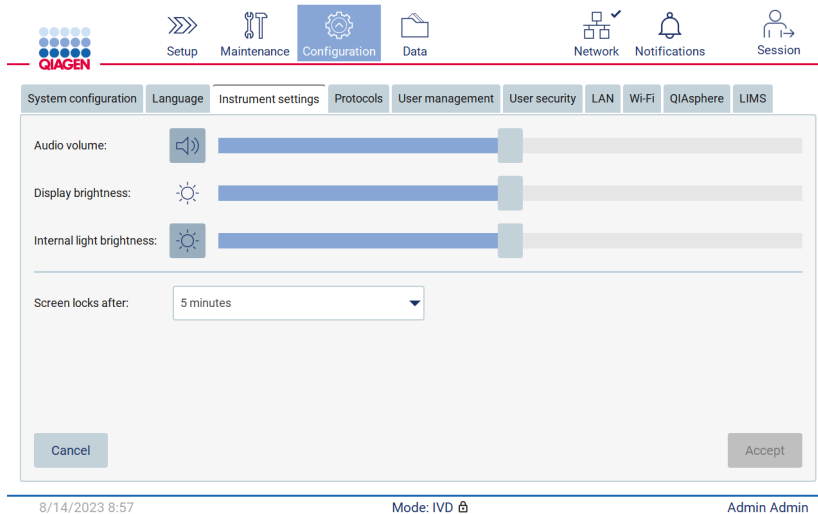 QIAGEN
Setup
Maintenance
Configuration
Data
Network
Notifications
Session
System configuration
Language
Instrument settings
Protocols
User management
User security
LAN
Wi-Fi
QIAsphere
LIMS
Audio volume:
Display brightness:
Internal light brightness:
Screen locks after:
5 minutes
Cancel
Accept
8/14/2023 8:57
Mode: IVD
Admin Admin